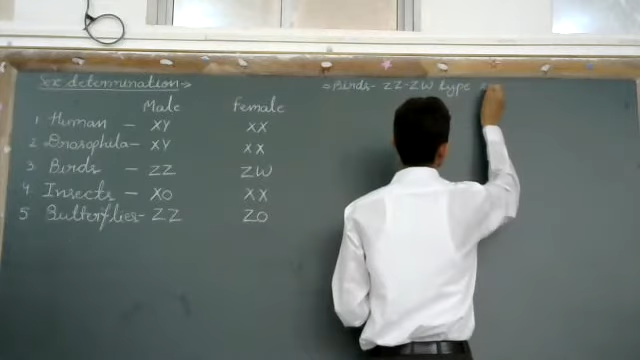 Sex determination→
Male Female
1 Human - XY XX
2 Drosophila - XY XX
3 Birds - ZZ ZW
4 Insects - XO XX
5 Butterflies - ZZ ZO
⇒ Birds - ZZ-ZW type